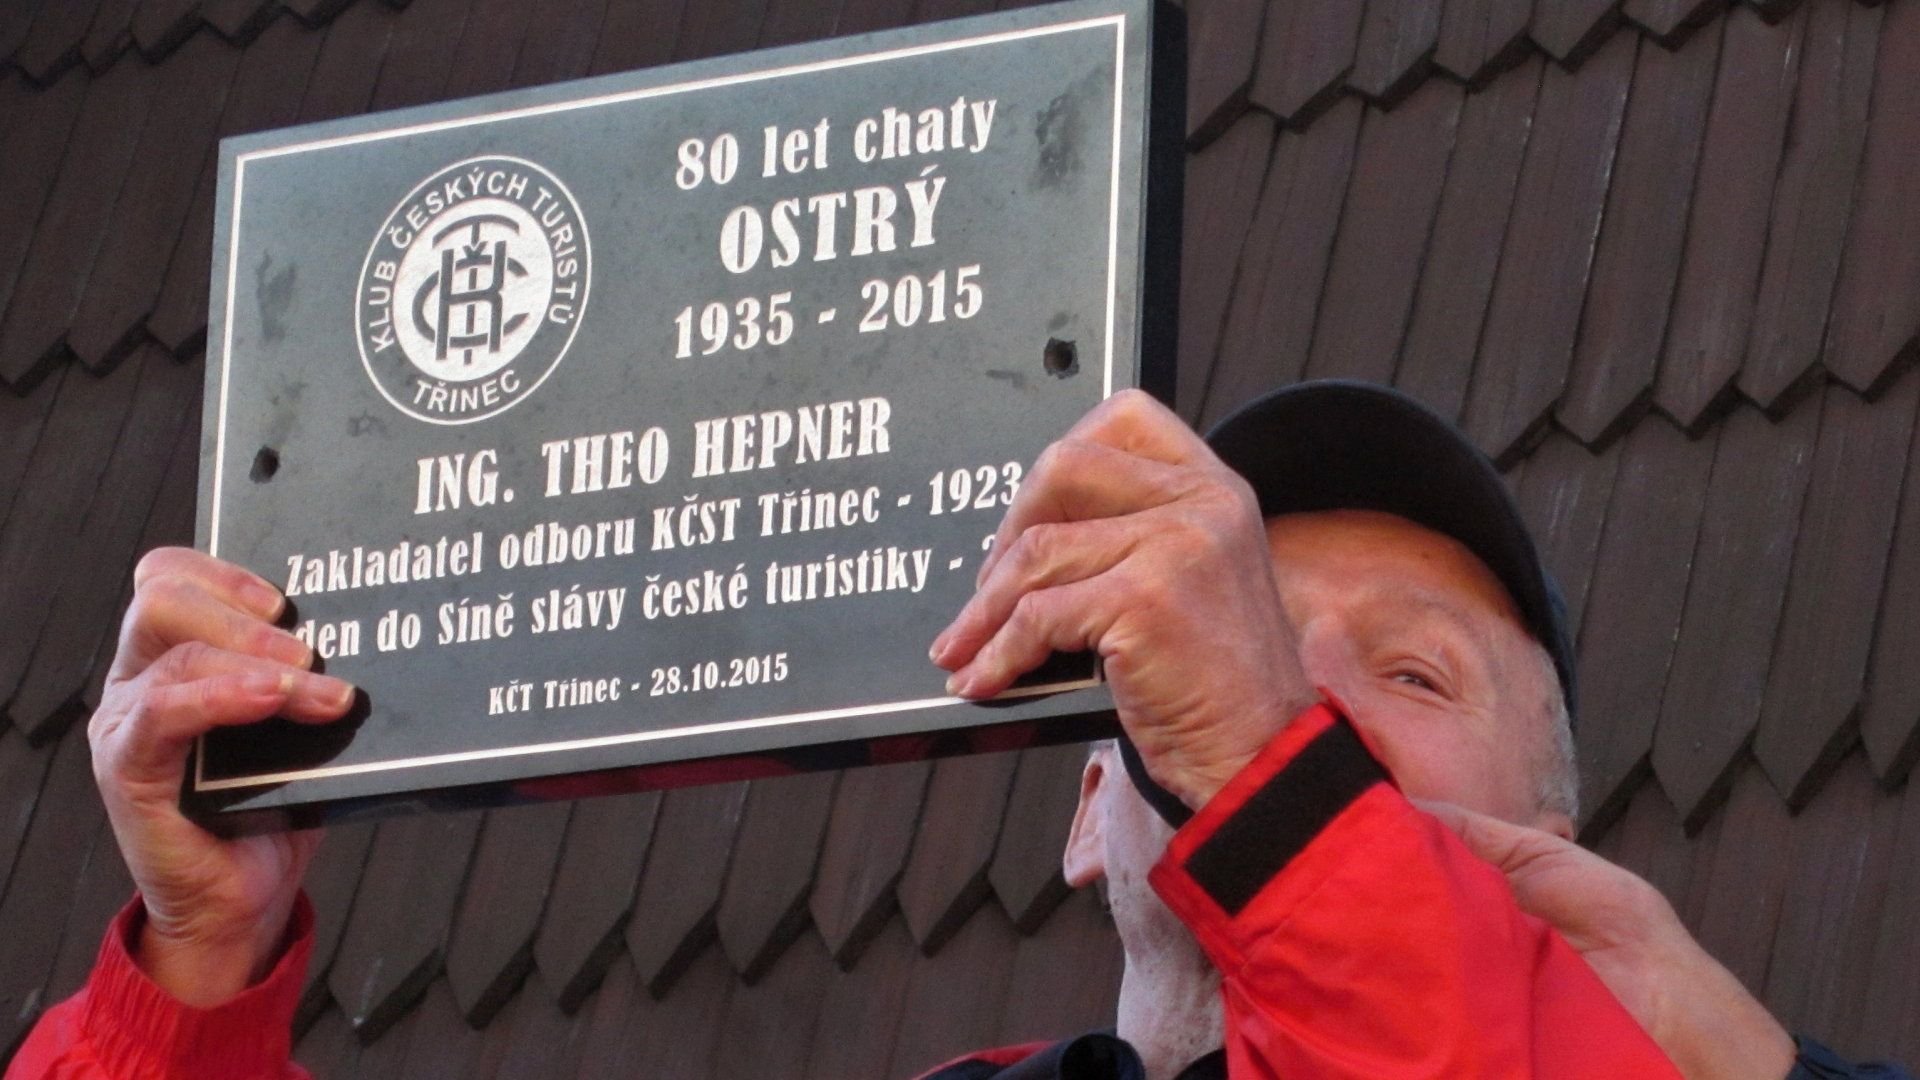 KLUB ČESKÝCH TURISTŮ
KČT
TŘINEC
80 let chaty
OSTRÝ
1935 - 2015
ING. THEO HEPNER
Zakladatel odboru KČST Třinec - 1923
den do Síně slávy české turistiky -
KČT Třinec - 28.10.2015